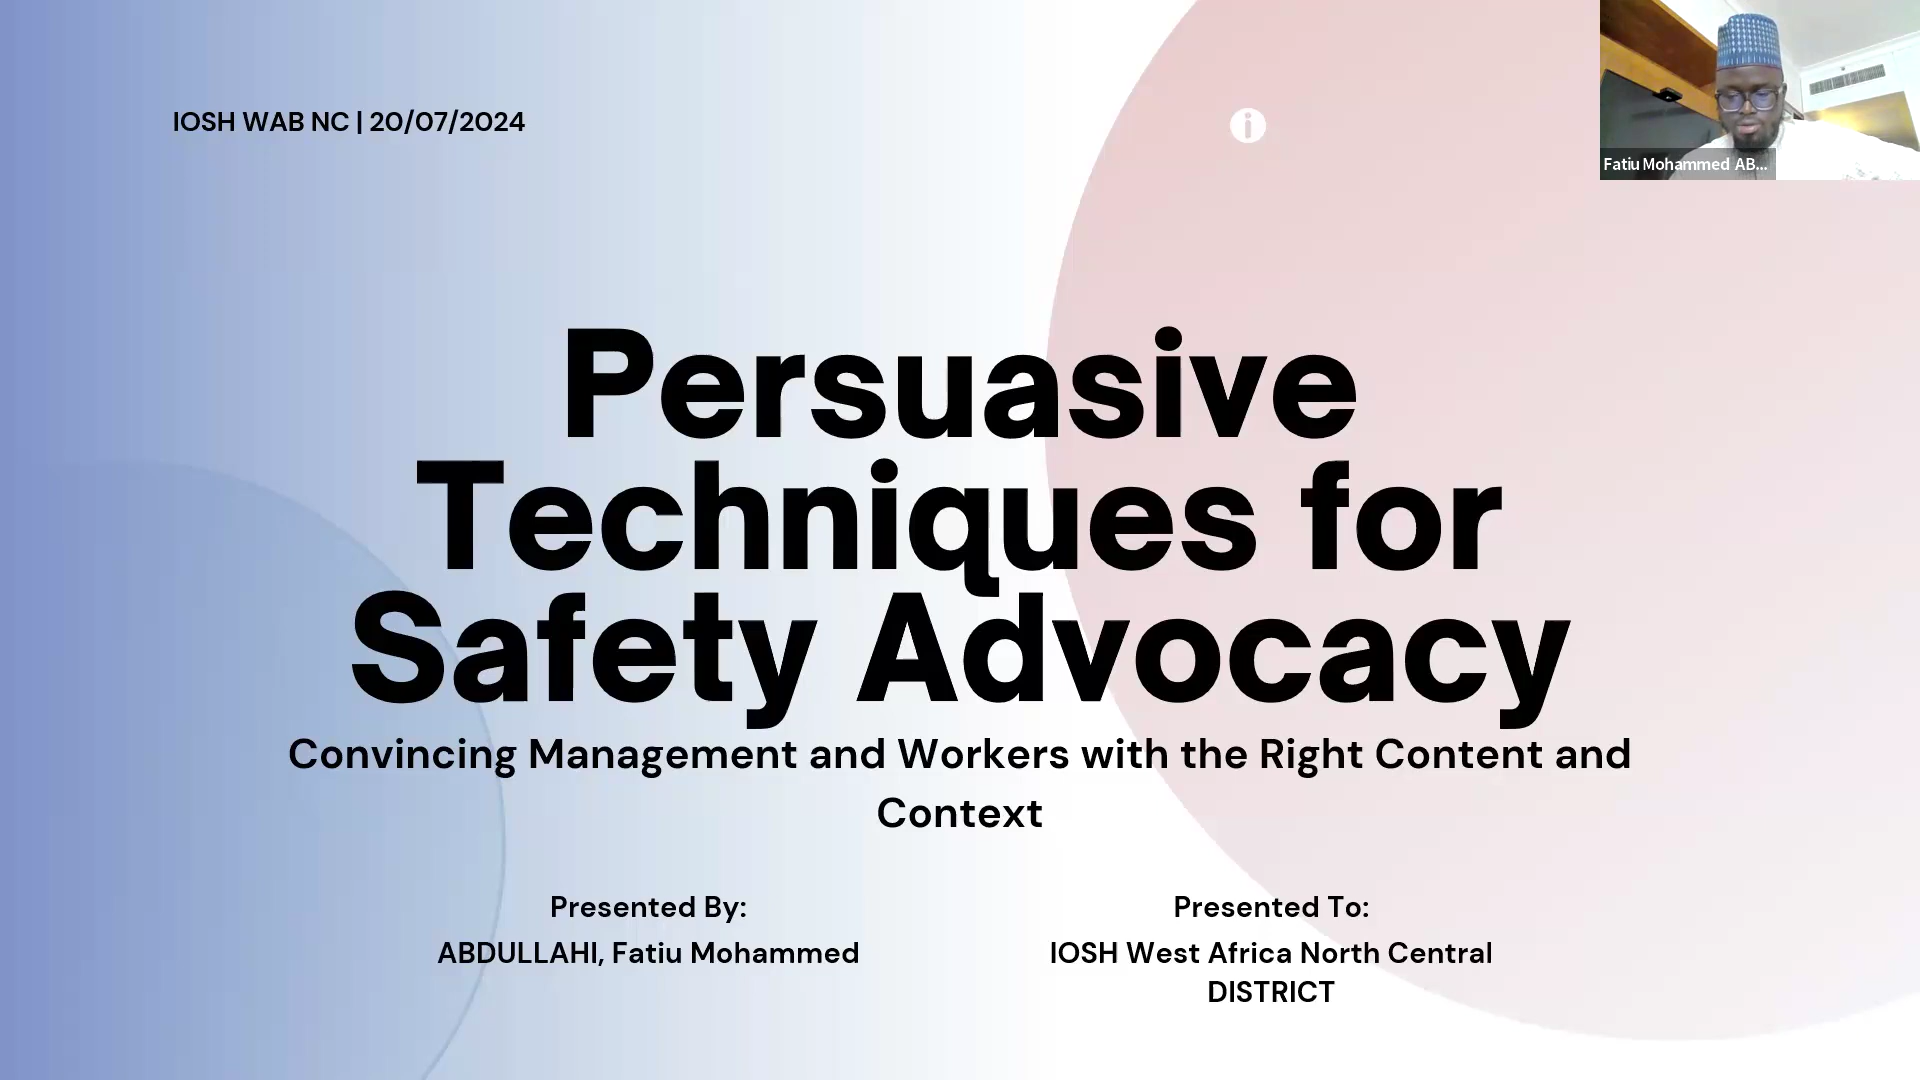 IOSH WAB NC | 20/07/2024
Fatiu Mohammed AB...
Persuasive
Techniques for
Safety Advocacy
Convincing Management and Workers with the Right Content and
Context
Presented By:
ABDULLAHI, Fatiu Mohammed
Presented To:
IOSH West Africa North Central
DISTRICT